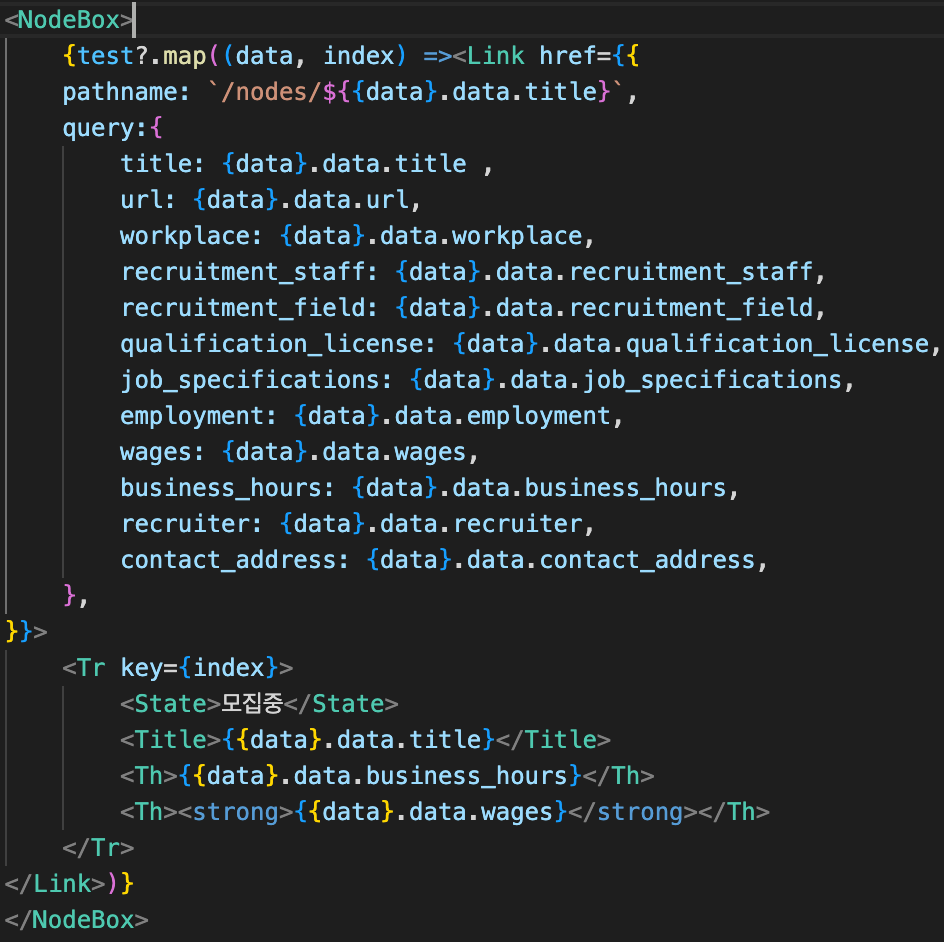 <NodeBox>
    {test?.map((data, index) =><Link href={{
    pathname: `/nodes/${{data}.data.title}`,
    query:{
        title: {data}.data.title ,
        url: {data}.data.url,
        workplace: {data}.data.workplace,
        recruitment_staff: {data}.data.recruitment_staff,
        recruitment_field: {data}.data.recruitment_field,
        qualification_license: {data}.data.qualification_license,
        job_specifications: {data}.data.job_specifications,
        employment: {data}.data.employment,
        wages: {data}.data.wages,
        business_hours: {data}.data.business_hours,
        recruiter: {data}.data.recruiter,
        contact_address: {data}.data.contact_address,
    },
}}>
    <Tr key={index}>
        <State>모집중</State>
        <Title>{{data}.data.title}</Title>
        <Th>{{data}.data.business_hours}</Th>
        <Th><strong>{{data}.data.wages}</strong></Th>
    </Tr>
</Link>)}
</NodeBox>